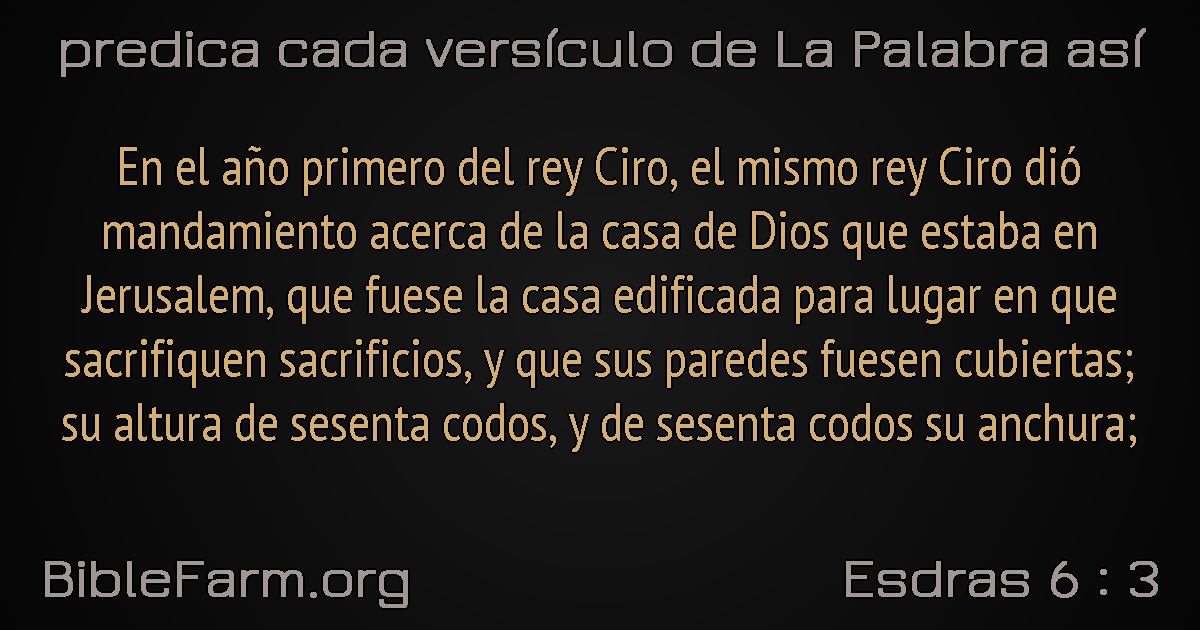 predica cada versículo de La Palabra así
En el año primero del rey Ciro, el mismo rey Ciro dió
mandamiento acerca de la casa de Dios que estaba en
Jerusalem, que fuese la casa edificada para lugar en que
sacrifiquen sacrificios, y que sus paredes fuesen cubiertas;
su altura de sesenta codos, y de sesenta codos su anchura;
BibleFarm.org
Esdras 6 : 3